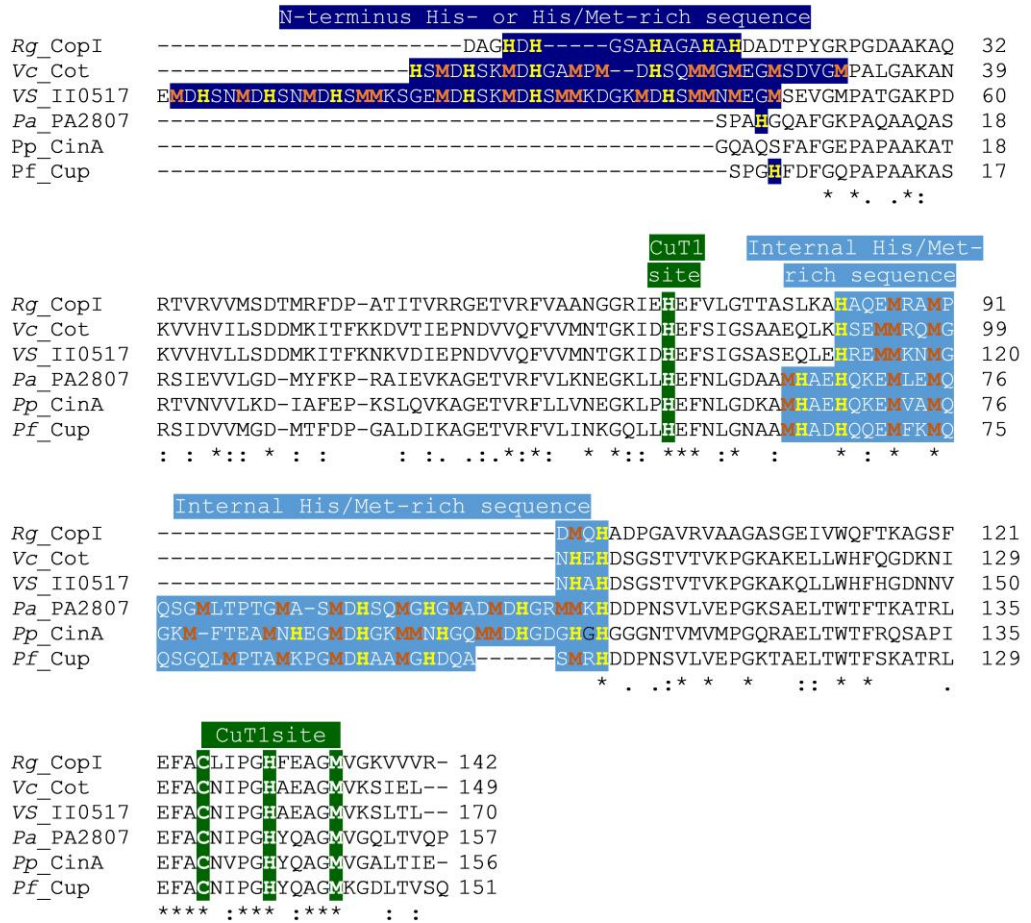 N-terminus His- or His/Met-rich sequence
Rg_CopI -----------------------DAGHDH-----GSAHAGAHAHDADTPYGRPGDAAKAQ 32
Vc_Cot -------------------HSMDHSKMDHGAMPM--DHSQMMGMEGMSDVGMPALGAKAN 39
VS_II0517 EMDHSNMDHSNMDHSMMKSGEMDHSKMDHSMMKDGKMDHSMMNMEGMSEVGMPATGAKPD 60
Pa_PA2807 ------------------------------------------SPAHGQAFGKPAQAAQAS 18
Pp_CinA ------------------------------------------GQAQSFAFGEPAPAAKAT 18
Pf_Cup -------------------------------------------SPGHFDFGQPAPAAKAS 17
* *. .*:
CuT1 site
Internal His/Met-rich sequence
Rg_CopI RTVRVVMSDTMRFDP-ATITVRRGETVRFVAANGGRIEHEFVLGTTASLKAHAQEMRAMP 91
Vc_Cot KVVHVILSDDMKITFKKDVTIEPNDVVQFVVMNTGKIDHEFSIGSAAEQLKHSEMMRQMG 99
VS_II0517 KVVHVILLSDDMKITFKNKVDIEPNDVVQFVVMNTGKIDHEFSIGSASEQLEHREMMKNMG 120
Pa_PA2807 RSIEVVLGD-MYFKP-RAIEVKAGETVRFVLKNEGKLLHEFNLGDAAMHAEHQKEMLEMQ 76
Pp_CinA RTVNVVLKD-IAFEP-KSLQVKAGETVRFLLVNEGKLPHEFNLGDKAMHAEHQKEMVAMQ 76
Pf_Cup RSIDVVMGD-MTFDP-GALDIKAGETVRFVLINKGQLLHEFNLGNAAMHADHQQEMFKMQ 75
: : *:: * : : :. .: .:.*:: * *:: *** :* : * : * *
Internal His/Met-rich sequence
Rg_CopI ------------------------------DMQHADPGAVRVAAGASGEIVWQFTKAGSF 121
Vc_Cot ------------------------------NHEHDSGSTVTVKPGKAKELLWHFQGDKNI 129
VS_II0517 ------------------------------NHAHDSGSTVTVKPGKAKQLLWHFHGDNNV 150
Pa_PA2807 QSGMLTPTGMA-SMDHSQMGHGMADMDHGRMMKHDDPNSVLVEPGKSAELTWTFTKATRL 135
Pp_CinA GKM-FTEAMNHEGMDHGKMMNHGQMMDHGDGHGHGGGNTVMVMPGQRAELTWTFRQSAPI 135
Pf_Cup QSGQLMPTAMKPGMDHAAMGHDQA------SMRHDDPNSVLVEPGKTAELTWTFSKATRL 129
* . .:* * * :: * * .
CuT1site
Rg_CopI EFACLIPGHFEAGMVGKVVVR- 142
Vc_Cot EFACNIPGHAEAGMVKSIEL-- 149
VS_II0517 EFACNIPGHAEAGMVKSLTL-- 170
Pa_PA2807 EFACNIPGHYQAGMVGQLTVQP 157
Pp_CinA EFACNVPGHYQAGMVGALTIE- 156
Pf_Cup EFACNIPGHYQAGMKGDLTVSQ 151
**** :*** :*** : :